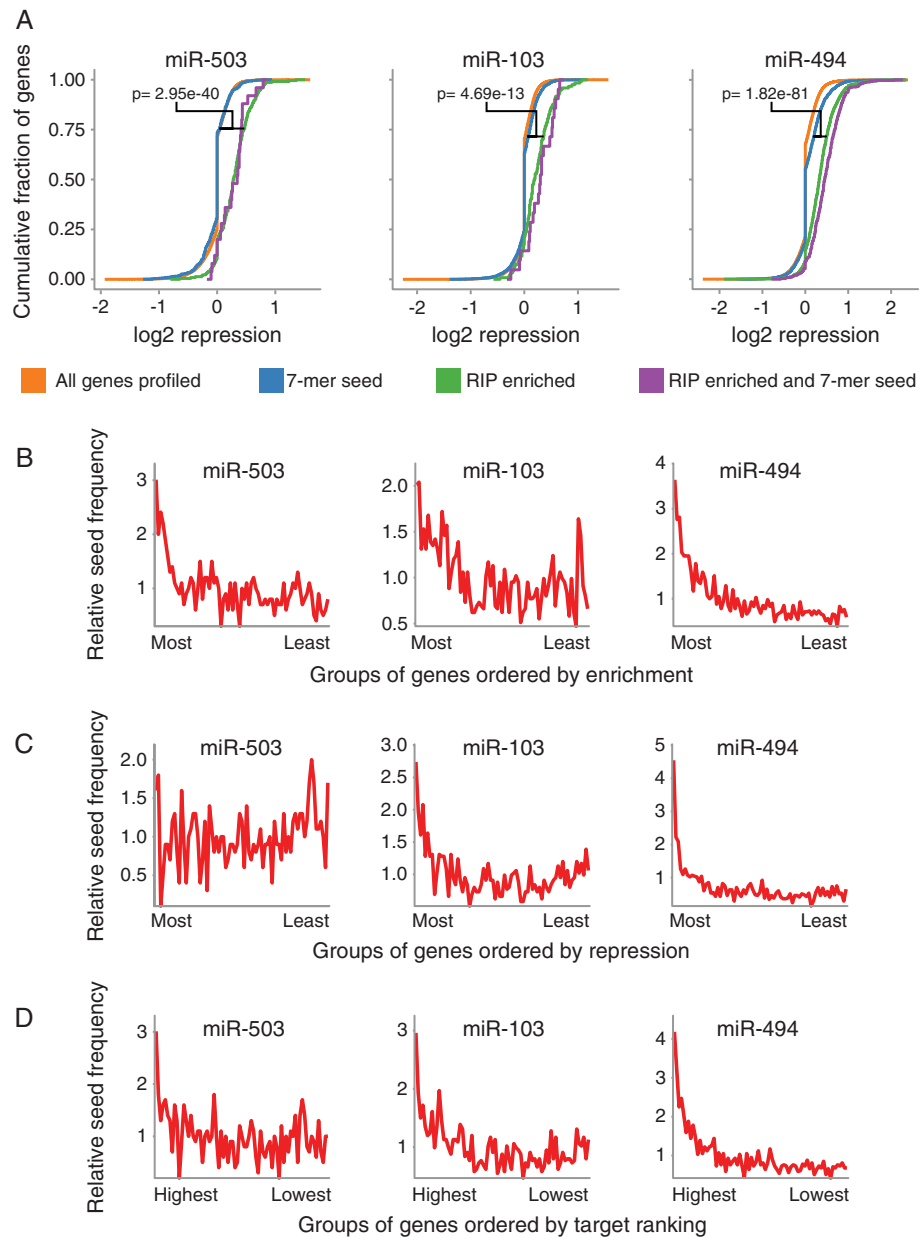 A
miR-503
miR-103
miR-494
Cumulative fraction of genes
1.00
0.75
0.50
0.25
0.00
p= 2.95e-40
p= 4.69e-13
p= 1.82e-81
-2 -1 0 1
-2 -1 0 1
-2 -1 0 1 2
log2 repression
log2 repression
log2 repression
All genes profiled
7-mer seed
RIP enriched
RIP enriched and 7-mer seed
B
Relative seed frequency
miR-503
miR-103
miR-494
3
2
1
2.0
1.5
1.0
0.5
4
3
2
1
Most Least
Most Least
Most Least
Groups of genes ordered by enrichment
C
Relative seed frequency
miR-503
miR-103
miR-494
2.0
1.5
1.0
0.5
3.0
2.5
2.0
1.5
1.0
5
4
3
2
1
Most Least
Most Least
Most Least
Groups of genes ordered by repression
D
Relative seed frequency
miR-503
miR-103
miR-494
3
2
1
3
2
1
4
3
2
1
Highest Lowest
Highest Lowest
Highest Lowest
Groups of genes ordered by target ranking